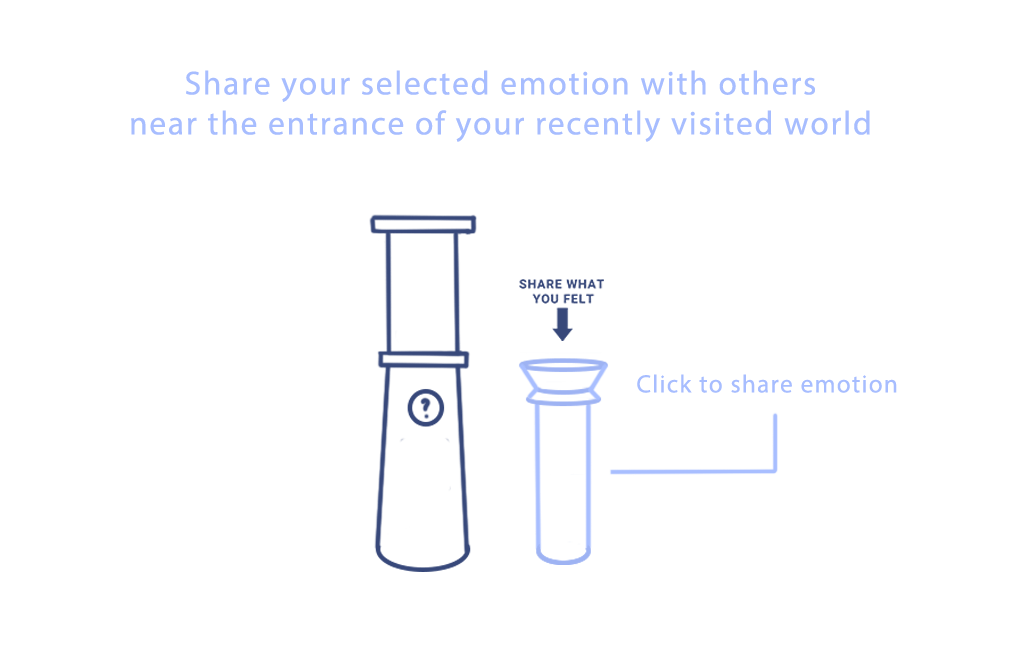 Share your selected emotion with others
near the entrance of your recently visited world
SHARE WHAT
YOU FELT
Click to share emotion
?